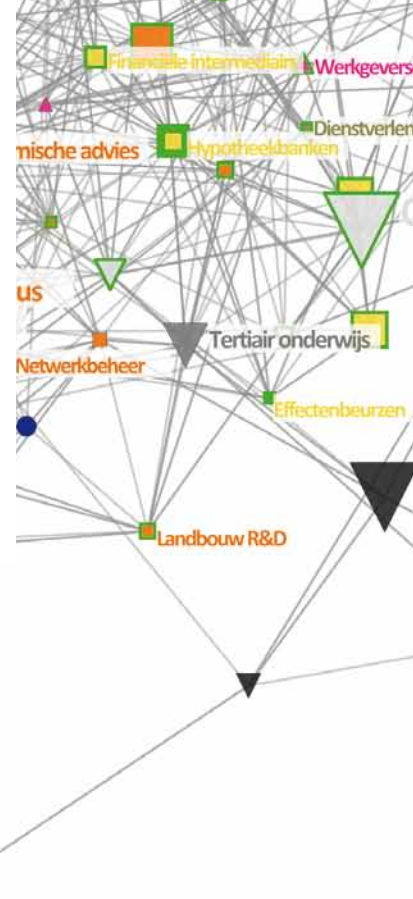 Financiële intermediairs
Werkgevers
Dienstverlen
mische advies
Hypotheekbanken
us
Tertiair onderwijs
Netwerkbeheer
Effectenbeurzen
Landbouw R&D